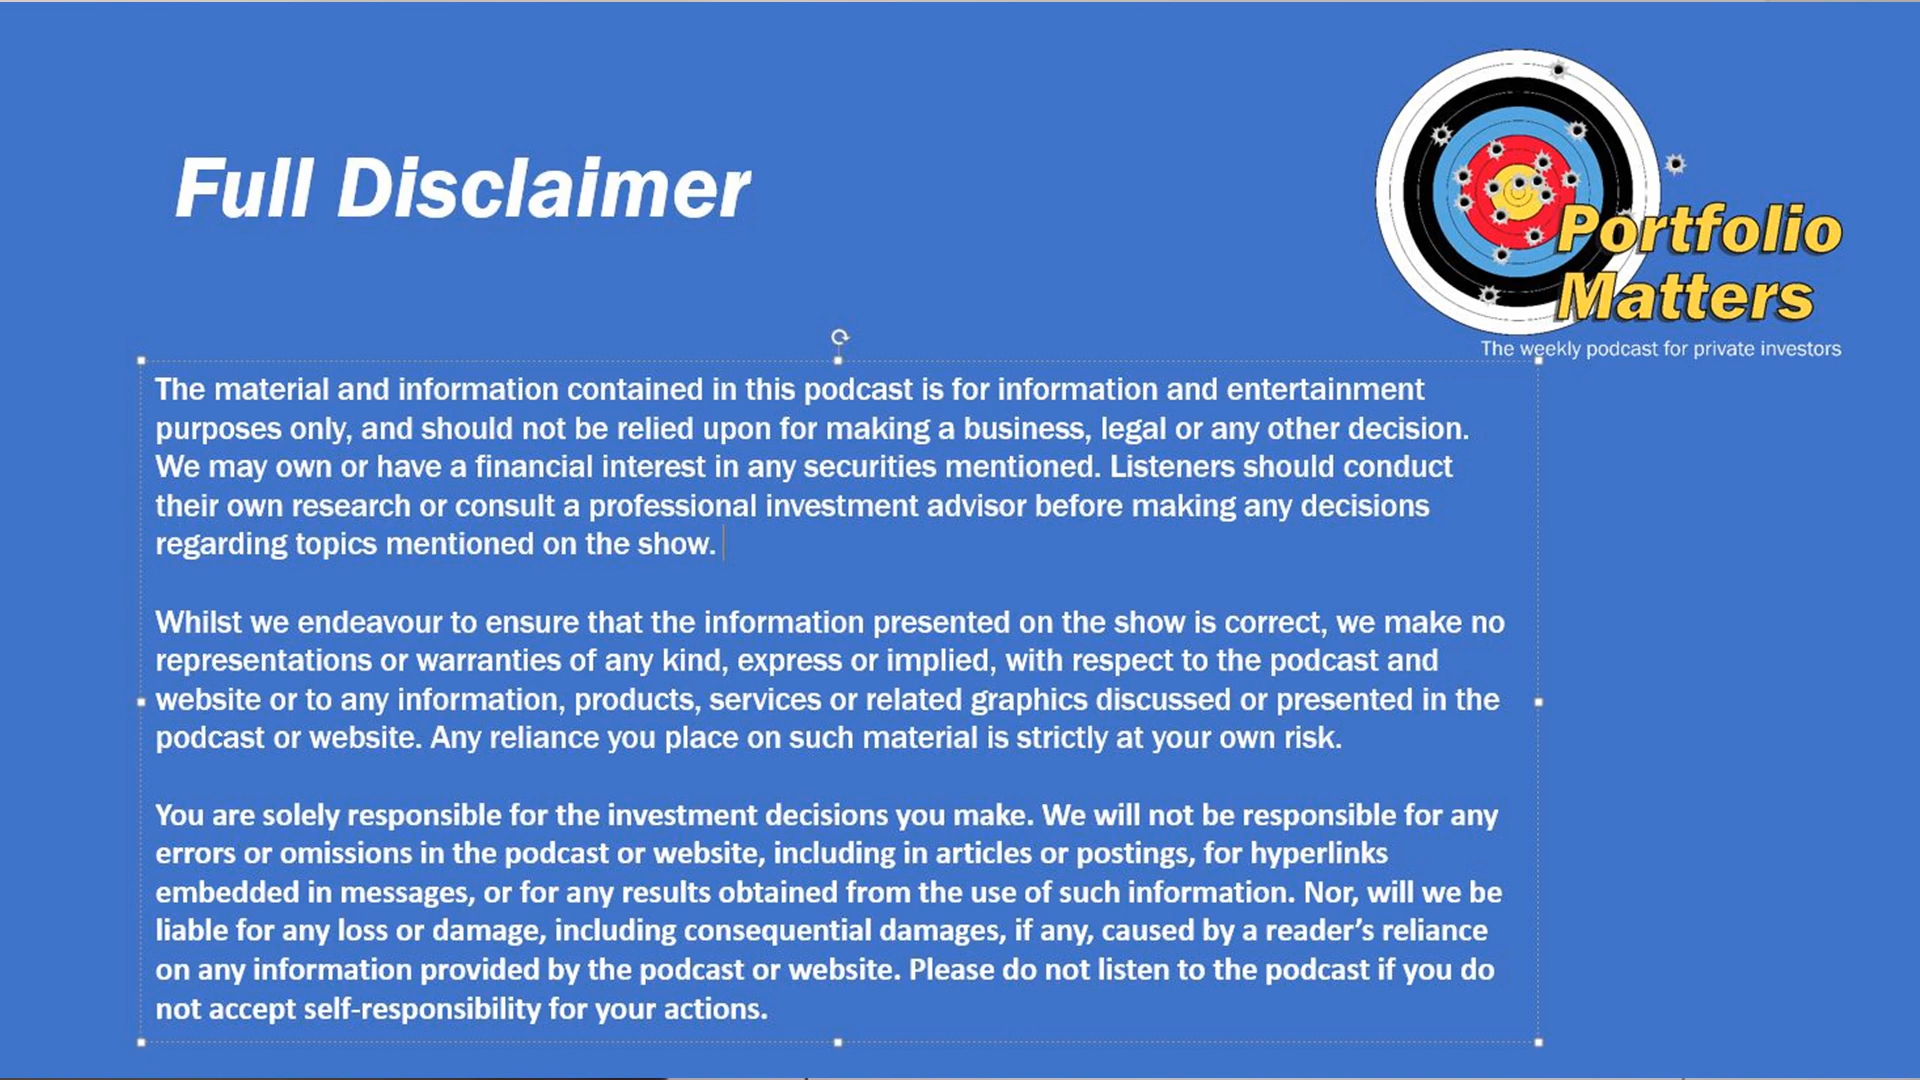 Full Disclaimer
Portfolio
Matters
The weekly podcast for private investors
The material and information contained in this podcast is for information and entertainment
purposes only, and should not be relied upon for making a business, legal or any other decision.
We may own or have a financial interest in any securities mentioned. Listeners should conduct
their own research or consult a professional investment advisor before making any decisions
regarding topics mentioned on the show.
Whilst we endeavour to ensure that the information presented on the show is correct, we make no
representations or warranties of any kind, express or implied, with respect to the podcast and
website or to any information, products, services or related graphics discussed or presented in the
podcast or website. Any reliance you place on such material is strictly at your own risk.
You are solely responsible for the investment decisions you make. We will not be responsible for any
errors or omissions in the podcast or website, including in articles or postings, for hyperlinks
embedded in messages, or for any results obtained from the use of such information. Nor, will we be
liable for any loss or damage, including consequential damages, if any, caused by a reader’s reliance
on any information provided by the podcast or website. Please do not listen to the podcast if you do
not accept self-responsibility for your actions.